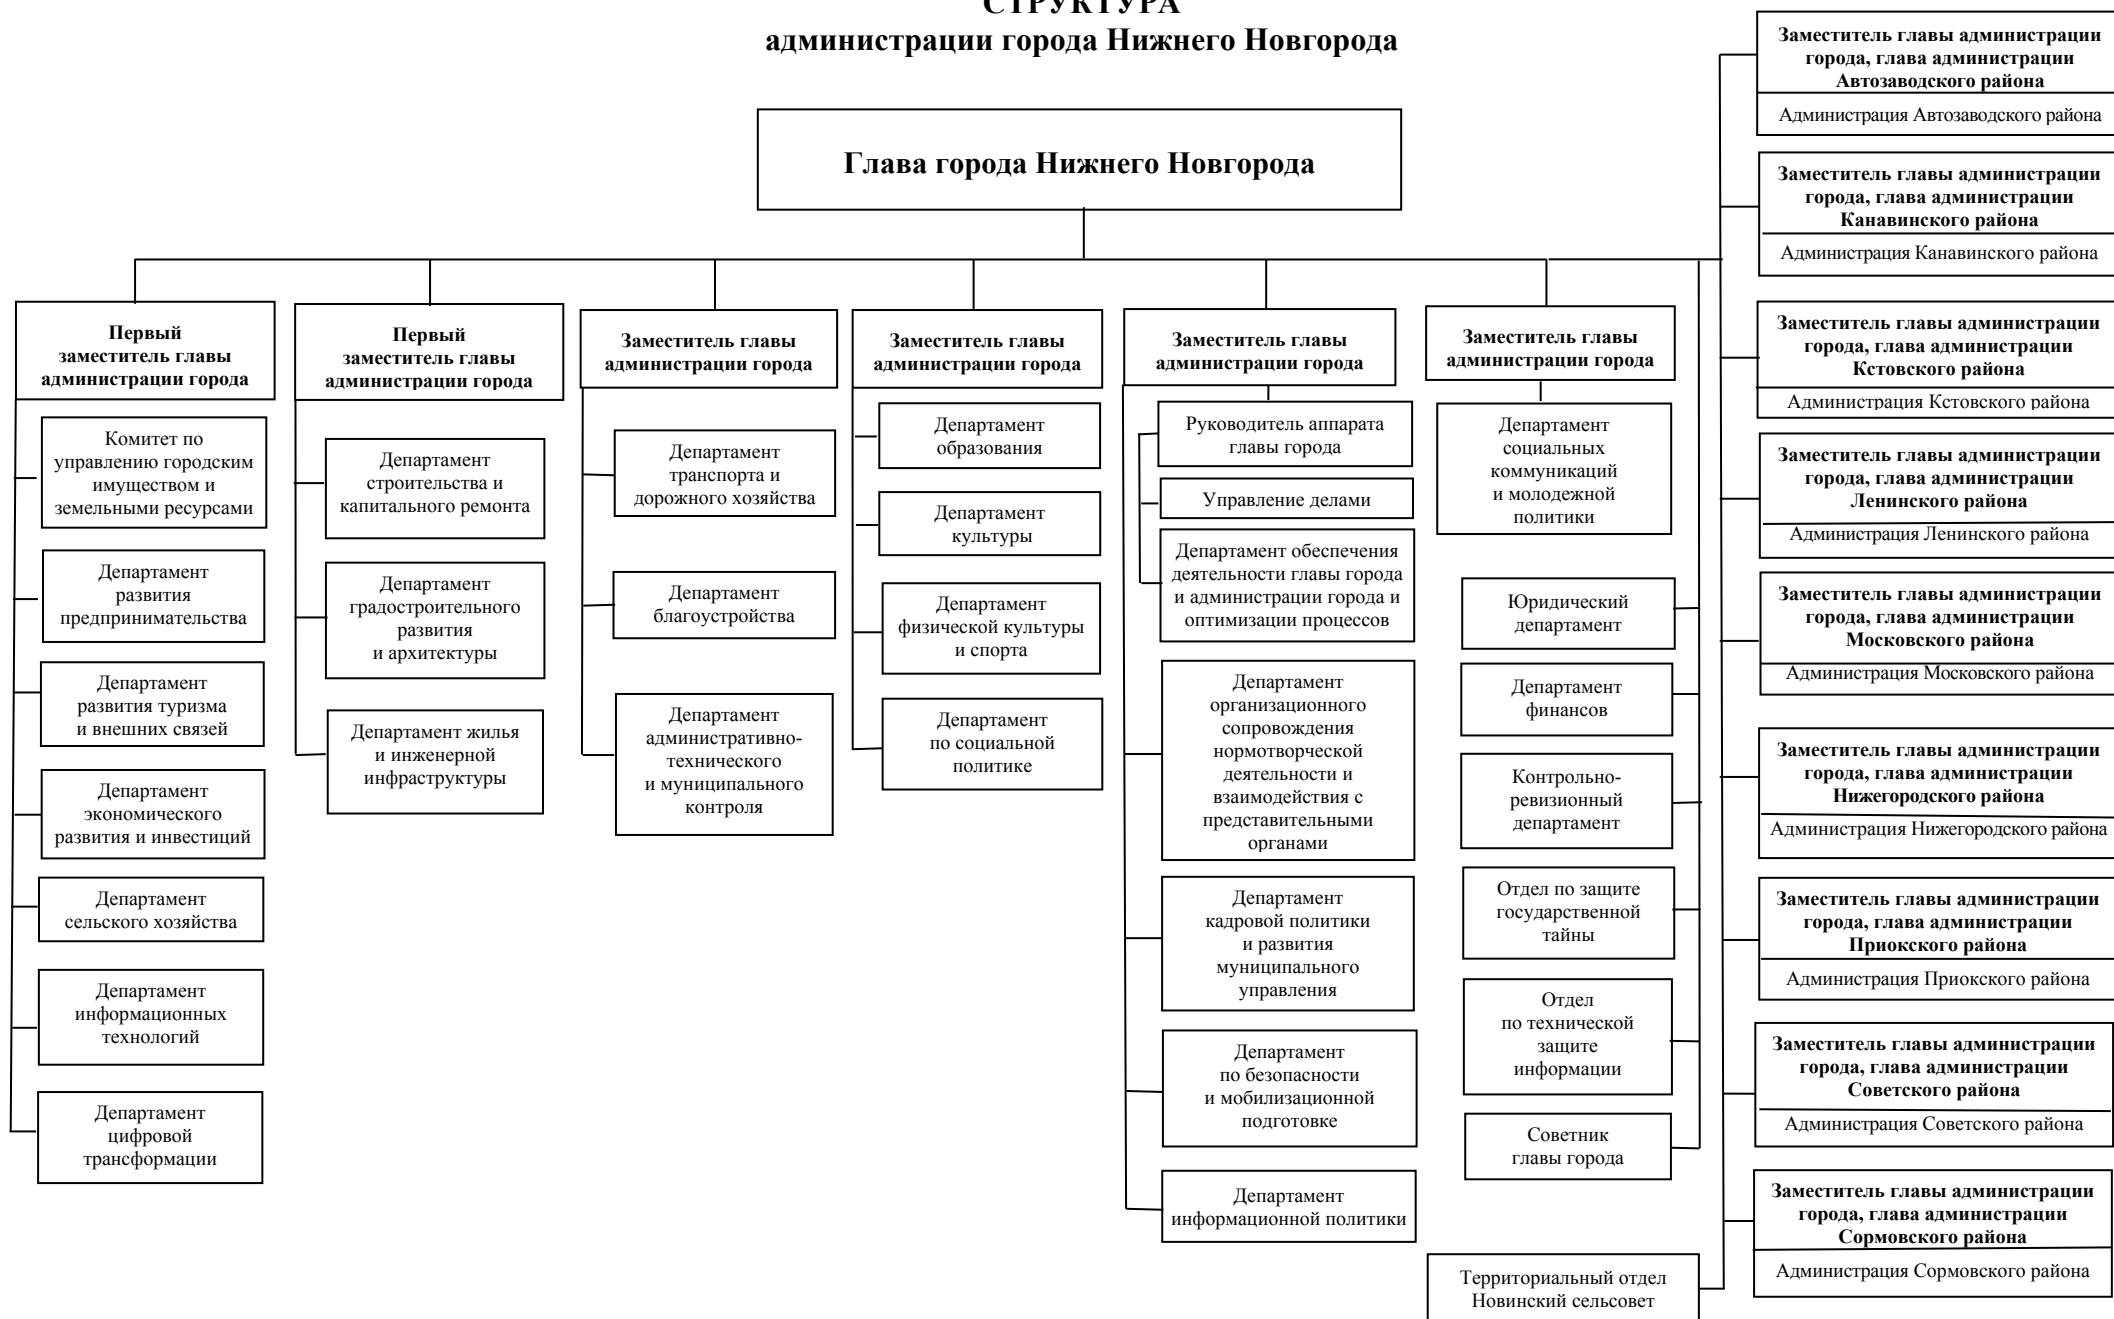 СТРУКТУРА
администрации города Нижнего Новгорода
Глава города Нижнего Новгорода
Первый
заместитель главы
администрации города
Комитет по
управлению городским
имуществом и
земельными ресурсами
Департамент
развития
предпринимательства
Департамент
развития туризма
и внешних связей
Департамент
экономического
развития и инвестиций
Департамент
сельского хозяйства
Департамент
информационных
технологий
Департамент
цифровой
трансформации
Первый
заместитель главы
администрации города
Департамент
строительства и
капитального ремонта
Департамент
градостроительного
развития
и архитектуры
Департамент жилья
и инженерной
инфраструктуры
Заместитель главы
администрации города
Департамент
транспорта и
дорожного хозяйства
Департамент
благоустройства
Департамент
административно-
технического
и муниципального
контроля
Заместитель главы
администрации города
Департамент
образования
Департамент
культуры
Департамент
физической культуры
и спорта
Департамент
по социальной
политике
Заместитель главы
администрации города
Руководитель аппарата
главы города
Управление делами
Департамент обеспечения
деятельности главы города
и администрации города и
оптимизации процессов
Департамент
организационного
сопровождения
нормотворческой
деятельности и
взаимодействия с
представительными
органами
Департамент
кадровой политики
и развития
муниципального
управления
Департамент
по безопасности
и мобилизационной
подготовке
Департамент
информационной политики
Заместитель главы
администрации города
Департамент
социальных
коммуникаций
и молодежной
политики
Юридический
департамент
Департамент
финансов
Контрольно-
ревизионный
департамент
Отдел по защите
государственной
тайны
Отдел
по технической
защите
информации
Советник
главы города
Территориальный отдел
Новинский сельсовет
Заместитель главы администрации
города, глава администрации
Автозаводского района
Администрация Автозаводского района
Заместитель главы администрации
города, глава администрации
Канавинского района
Администрация Канавинского района
Заместитель главы администрации
города, глава администрации
Кстовского района
Администрация Кстовского района
Заместитель главы администрации
города, глава администрации
Ленинского района
Администрация Ленинского района
Заместитель главы администрации
города, глава администрации
Московского района
Администрация Московского района
Заместитель главы администрации
города, глава администрации
Нижегородского района
Администрация Нижегородского района
Заместитель главы администрации
города, глава администрации
Приокского района
Администрация Приокского района
Заместитель главы администрации
города, глава администрации
Советского района
Администрация Советского района
Заместитель главы администрации
города, глава администрации
Сормовского района
Администрация Сормовского района